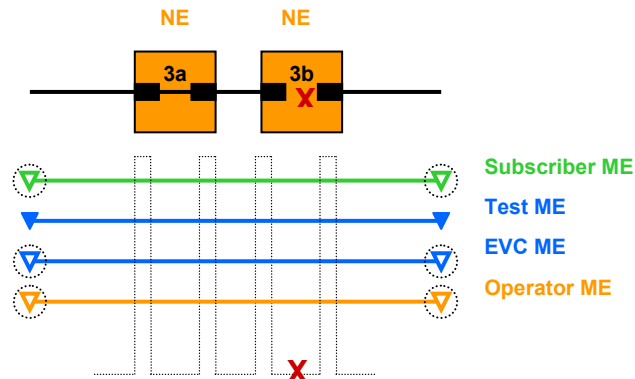 NE NE
3a 3b
X
Subscriber ME
Test ME
EVC ME
Operator ME
X